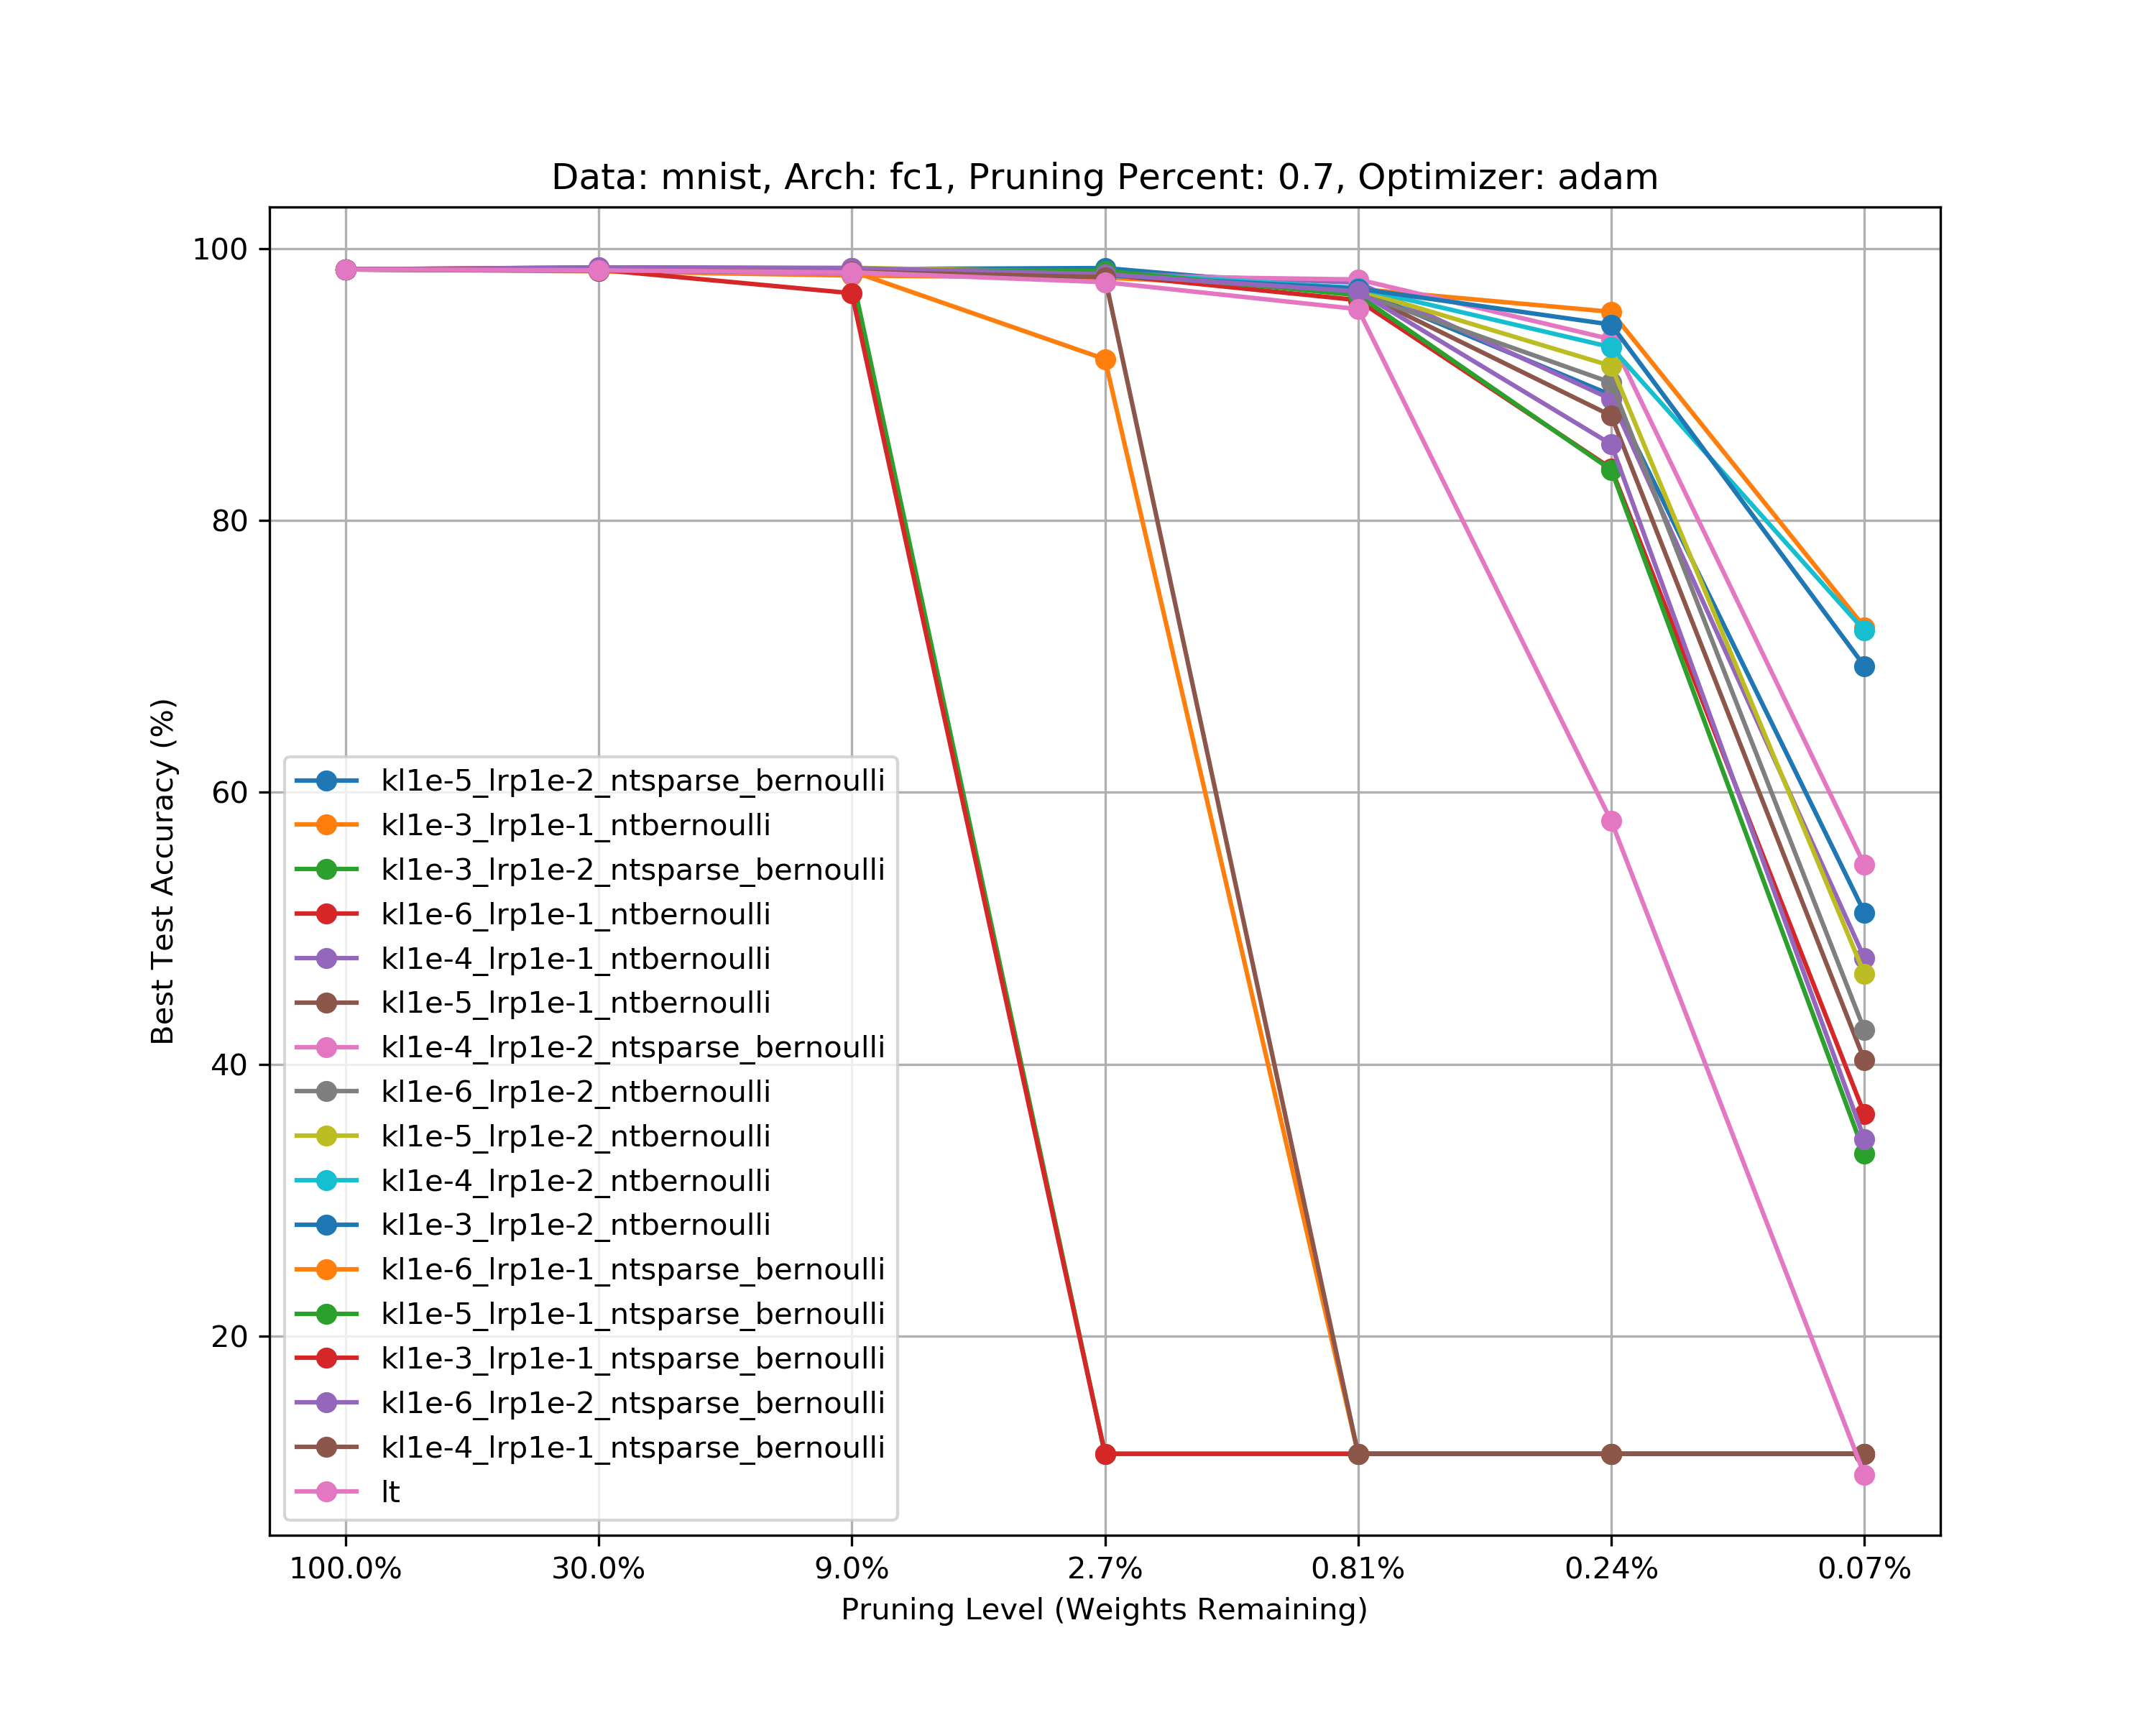 Data: mnist, Arch: fc1, Pruning Percent: 0.7, Optimizer: adam
100
80
60
40
20
Best Test Accuracy (%)
kl1e-5_lrp1e-2_ntsparse_bernoulli
kl1e-3_lrp1e-1_ntbernoulli
kl1e-3_lrp1e-2_ntsparse_bernoulli
kl1e-6_lrp1e-1_ntbernoulli
kl1e-4_lrp1e-1_ntbernoulli
kl1e-5_lrp1e-1_ntbernoulli
kl1e-4_lrp1e-2_ntsparse_bernoulli
kl1e-6_lrp1e-2_ntbernoulli
kl1e-5_lrp1e-2_ntbernoulli
kl1e-4_lrp1e-2_ntbernoulli
kl1e-3_lrp1e-2_ntbernoulli
kl1e-6_lrp1e-1_ntsparse_bernoulli
kl1e-5_lrp1e-1_ntsparse_bernoulli
kl1e-3_lrp1e-1_ntsparse_bernoulli
kl1e-6_lrp1e-2_ntsparse_bernoulli
kl1e-4_lrp1e-1_ntsparse_bernoulli
lt
100.0% 30.0% 9.0% 2.7% 0.81% 0.24% 0.07%
Pruning Level (Weights Remaining)